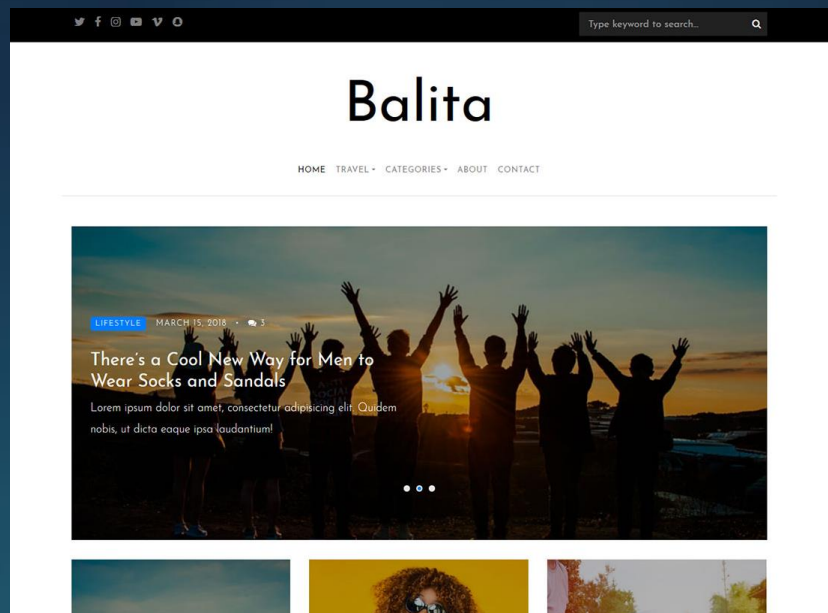 Type keyword to search...
Balita
HOME TRAVEL CATEGORIES ABOUT CONTACT
LIFESTYLE MARCH 15, 2018 • 3
There's a Cool New Way for Men to
Wear Socks and Sandals
Lorem ipsum dolor sit amet, consectetur adipisicing elit. Quidem
nobis, ut dicta eaque ipsa laudantium!